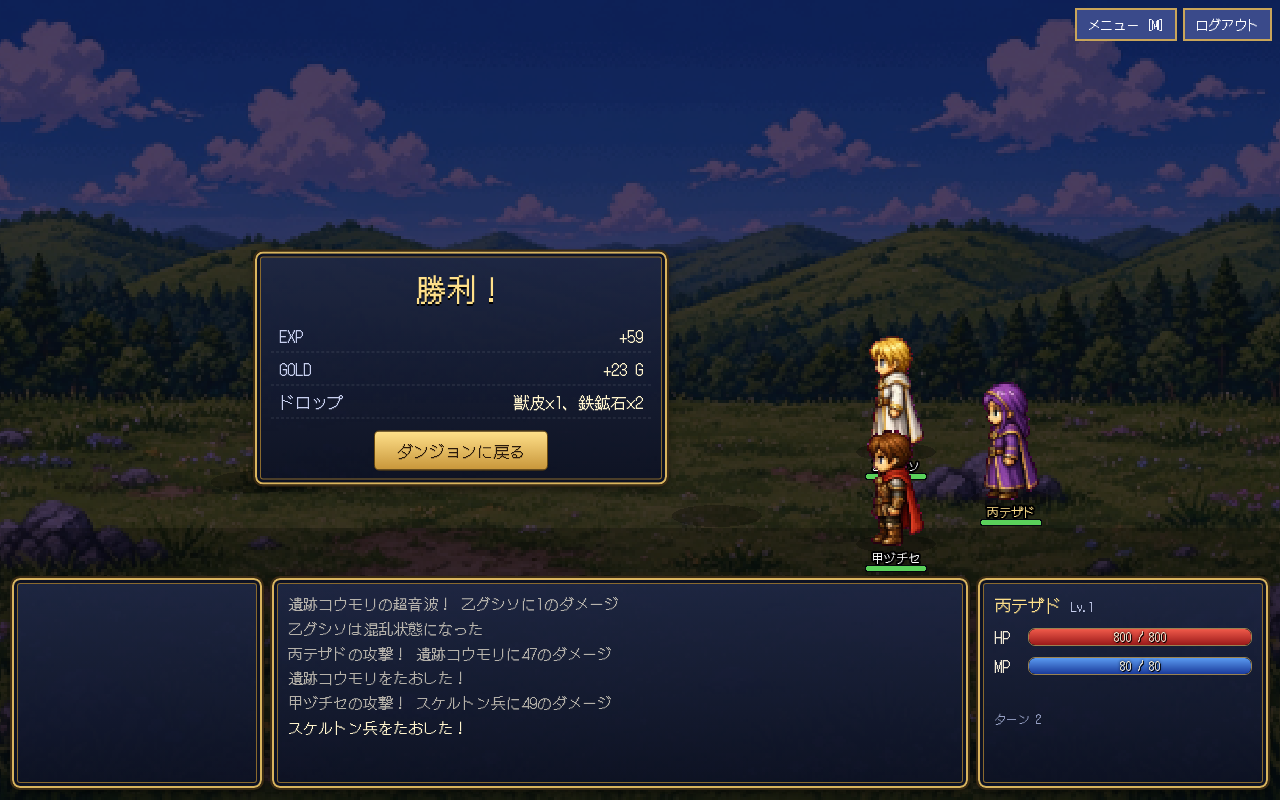 メニュー [M]
ログアウト
勝利！
EXP +59
GOLD +23 G
ドロップ 獣皮x1、鉄鉱石x2
ダンジョンに戻る
丙テザド
甲ヅチセ
遺跡コウモリの超音波！ 乙グシソに1のダメージ
乙グシソは混乱状態になった
丙テザドの攻撃！ 遺跡コウモリに47のダメージ
遺跡コウモリをたおした！
甲ヅチセの攻撃！ スケルトン兵に49のダメージ
スケルトン兵をたおした！
丙テザド Lv.1
HP 800 / 800
MP 80 / 80
ターン 2